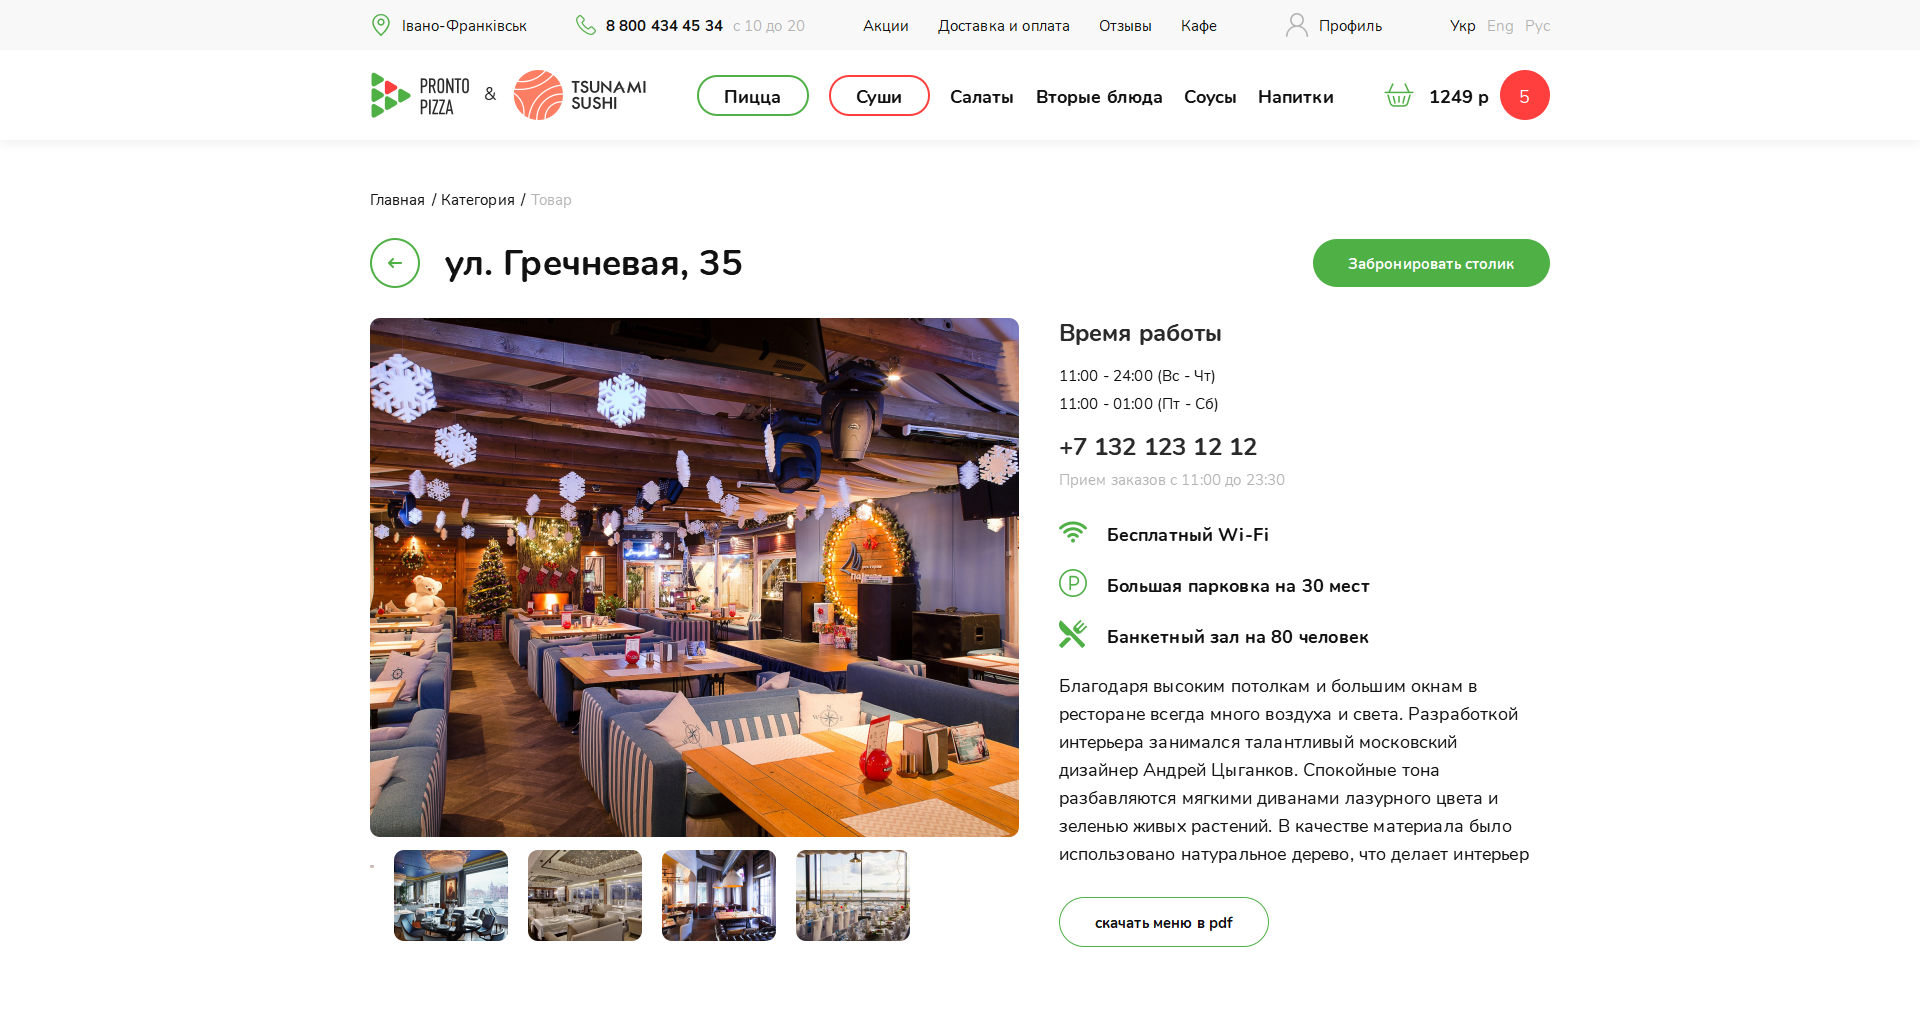 Івано-Франківськ
8 800 434 45 34 с 10 до 20
Акции Доставка и оплата Отзывы Кафе
Профиль
Укр Eng Рус
PRONTO
PIZZA
&
TSUNAMI
SUSHI
Пицца Суши Салаты Вторые блюда Соусы Напитки
1249 р 5
Главная / Категория / Товар
ул. Гречневая, 35
Забронировать столик
Время работы
11:00 - 24:00 (Вс - Чт)
11:00 - 01:00 (Пт - Сб)
+7 132 123 12 12
Прием заказов с 11:00 до 23:30
Бесплатный Wi-Fi
P Большая парковка на 30 мест
Банкетный зал на 80 человек
Благодаря высоким потолкам и большим окнам в
ресторане всегда много воздуха и света. Разработкой
интерьера занимался талантливый московский
дизайнер Андрей Цыганков. Спокойные тона
разбавляются мягкими диванами лазурного цвета и
зеленью живых растений. В качестве материала было
использовано натуральное дерево, что делает интерьер
скачать меню в pdf